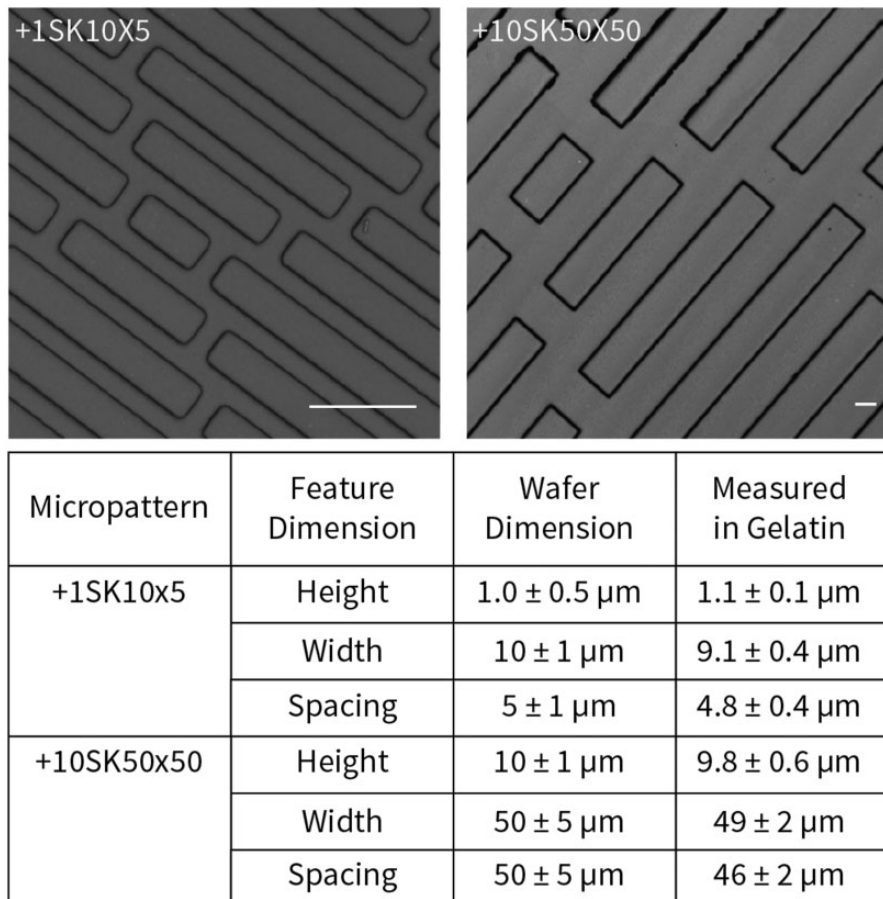 +1SK10X5
+10SK50X50
Micropattern
Feature
Dimension
Wafer
Dimension
Measured
in Gelatin
+1SK10x5
Height
1.0 ± 0.5 µm
1.1 ± 0.1 µm
Width
10 ± 1 µm
9.1 ± 0.4 µm
Spacing
5 ± 1 µm
4.8 ± 0.4 µm
+10SK50x50
Height
10 ± 1 µm
9.8 ± 0.6 µm
Width
50 ± 5 µm
49 ± 2 µm
Spacing
50 ± 5 µm
46 ± 2 µm